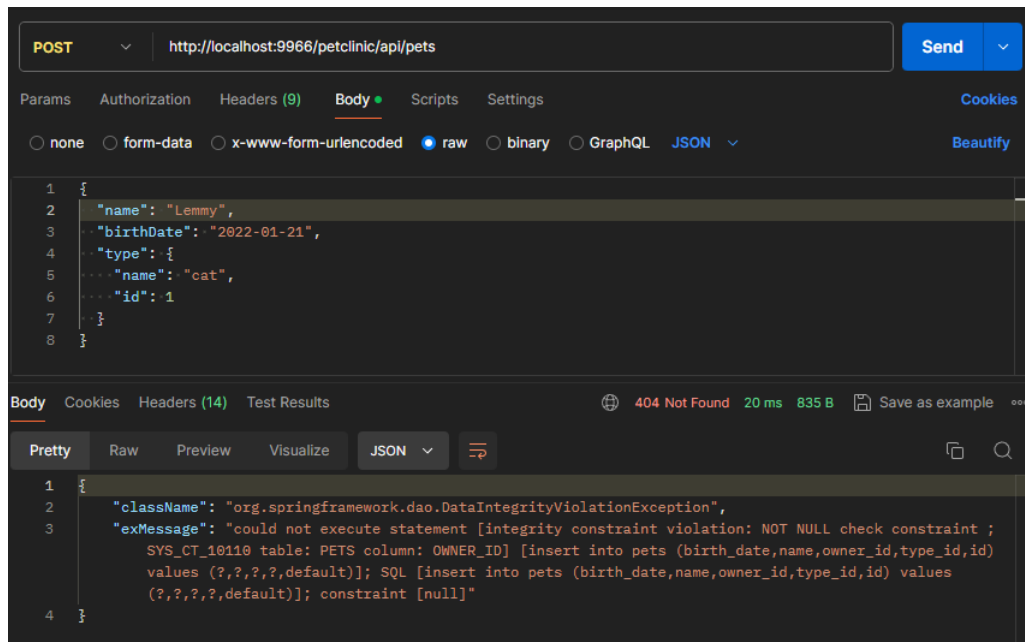 POST http://localhost:9966/petclinic/api/pets Send
Params Authorization Headers (9) Body Scripts Settings Cookies
none form-data x-www-form-urlencoded raw binary GraphQL JSON Beautify
1 {
2 "name": "Lemmy",
3 "birthDate": "2022-01-21",
4 "type": {
5 "name": "cat",
6 "id": 1
7 }
8 }
Body Cookies Headers (14) Test Results 404 Not Found 20 ms 835 B Save as example
Pretty Raw Preview Visualize JSON
1 {
2 "className": "org.springframework.dao.DataIntegrityViolationException",
3 "exMessage": "could not execute statement [integrity constraint violation: NOT NULL check constraint ;
SYS_CT_10110 table: PETS column: OWNER_ID] [insert into pets (birth_date,name,owner_id,type_id,id)
values (?,?,?,?,default)]; SQL [insert into pets (birth_date,name,owner_id,type_id,id) values
(?,?,?,?,default)]; constraint [null]"
4 }